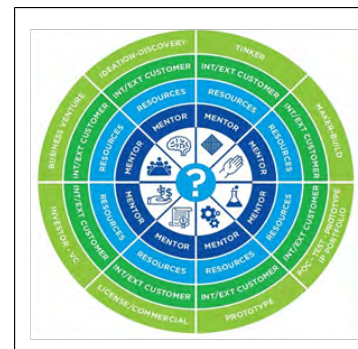 IDEATION-DISCOVERY
TINKER
MAKER-BUILD
POC - TEST - PROTOTYPE
IP PORTFOLIO
PROTOTYPE
LICENSE/COMMERCIAL
INVESTOR - VC
BUSINESS VENTURE
INT/EXT CUSTOMER
INT/EXT CUSTOMER
INT/EXT CUSTOMER
INT/EXT CUSTOMER
INT/EXT CUSTOMER
INT/EXT CUSTOMER
INT/EXT CUSTOMER
INT/EXT CUSTOMER
RESOURCES
RESOURCES
RESOURCES
RESOURCES
RESOURCES
RESOURCES
RESOURCES
RESOURCES
MENTOR
MENTOR
MENTOR
MENTOR
MENTOR
MENTOR
MENTOR
MENTOR
?